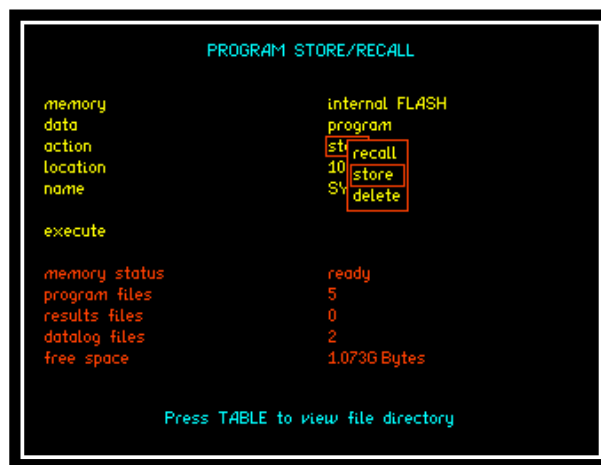 PROGRAM STORE/RECALL
memory internal FLASH
data program
action recall
location 10 store
name delete
execute
memory status ready
program files 5
results files 0
datalog files 2
free space 1.073G Bytes
Press TABLE to view file directory